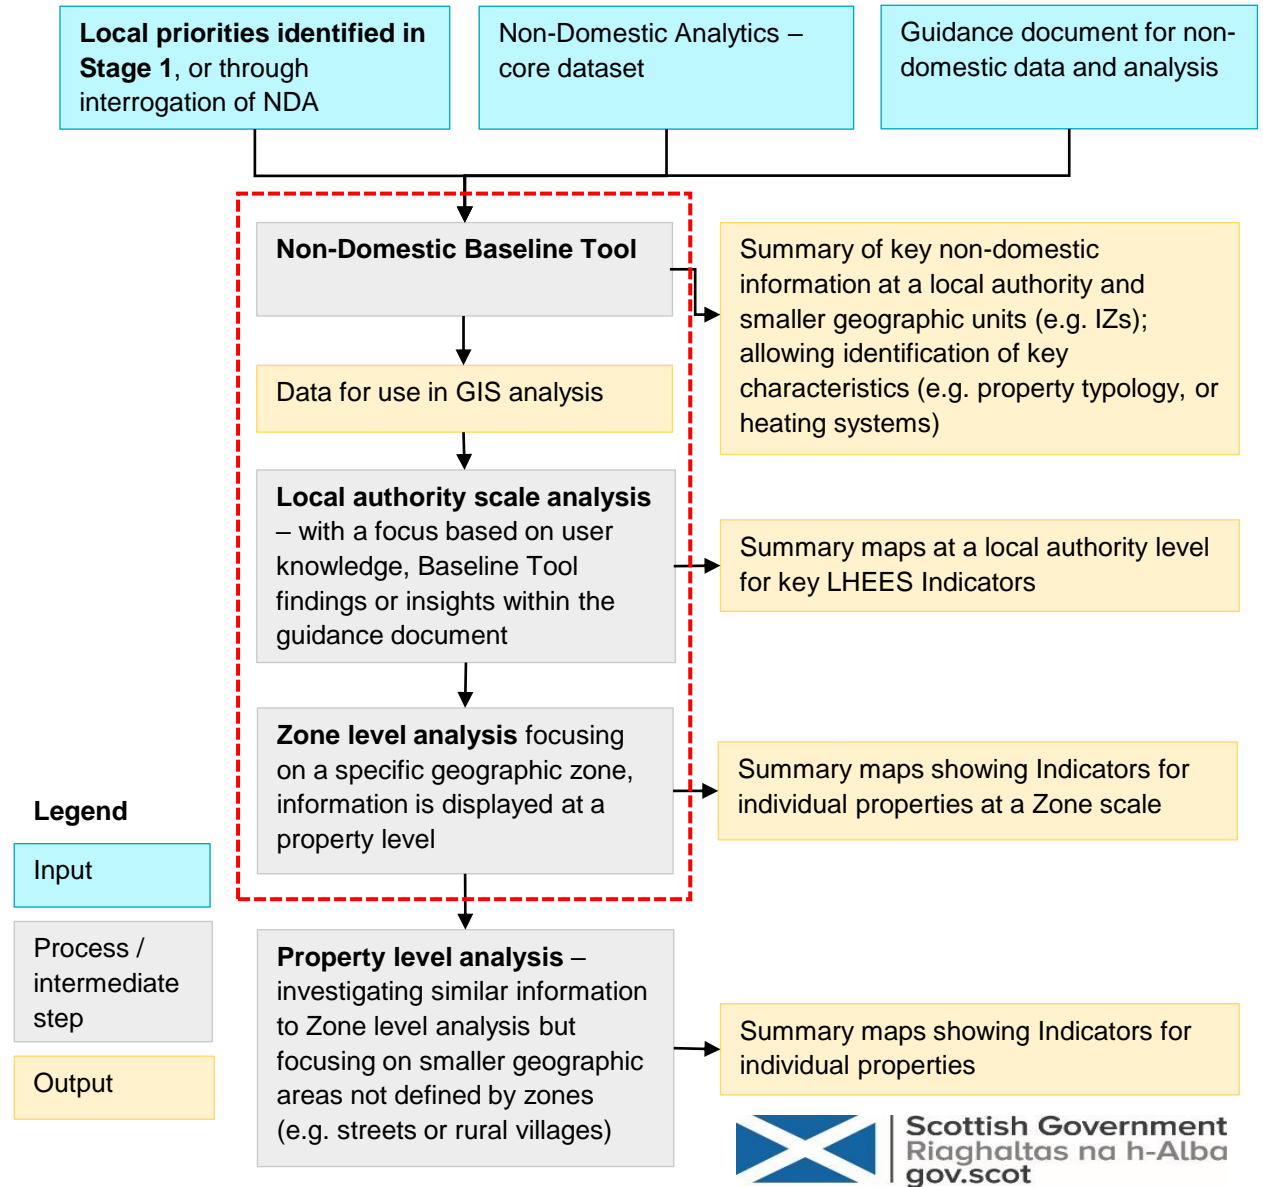 Local priorities identified in
Stage 1, or through
interrogation of NDA
Non-Domestic Analytics –
core dataset
Guidance document for non-
domestic data and analysis
Non-Domestic Baseline Tool
Summary of key non-domestic
information at a local authority and
smaller geographic units (e.g. IZs);
allowing identification of key
characteristics (e.g. property typology, or
heating systems)
Data for use in GIS analysis
Local authority scale analysis
– with a focus based on user
knowledge, Baseline Tool
findings or insights within the
guidance document
Summary maps at a local authority level
for key LHEES Indicators
Zone level analysis focusing
on a specific geographic zone,
information is displayed at a
property level
Summary maps showing Indicators for
individual properties at a Zone scale
Legend
Input
Process /
intermediate
step
Output
Property level analysis –
investigating similar information
to Zone level analysis but
focusing on smaller geographic
areas not defined by zones
(e.g. streets or rural villages)
Summary maps showing Indicators for
individual properties
Scottish Government
Riaghaltas na h-Alba
gov.scot